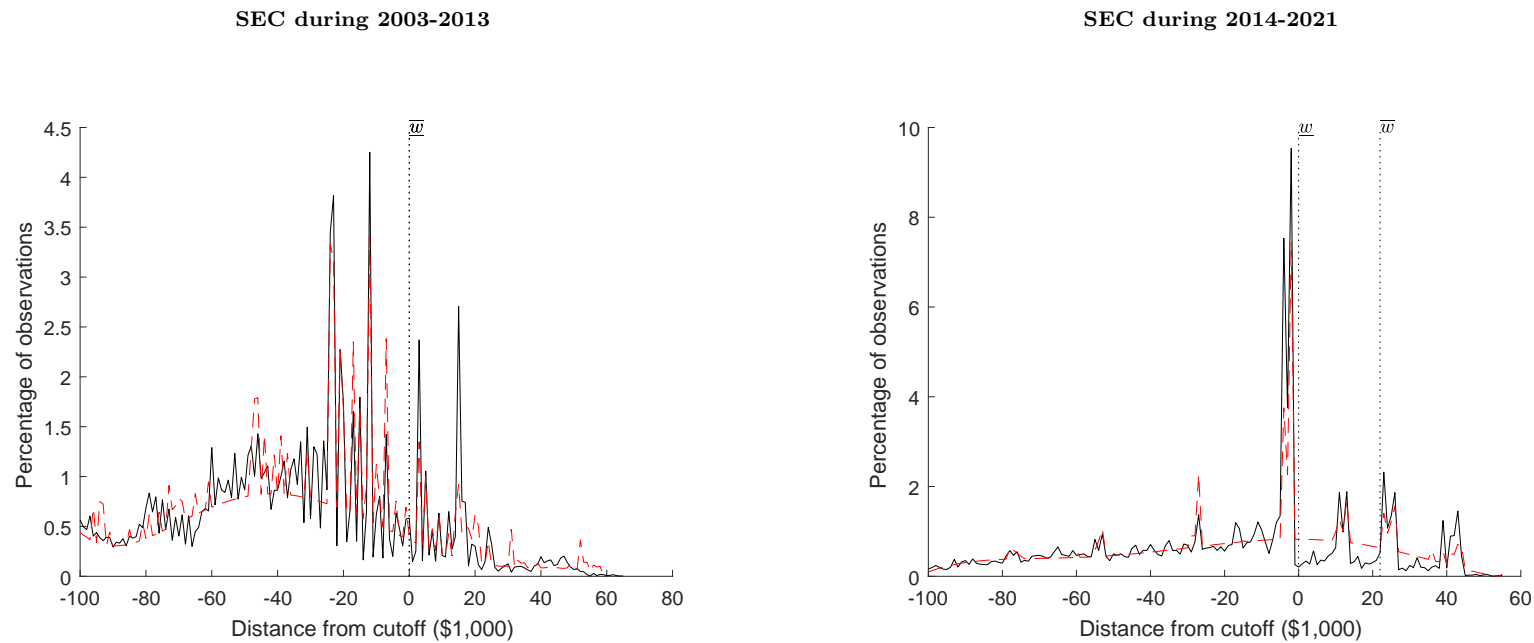 SEC during 2003-2013
4.5
4
3.5
3
2.5
2
1.5
1
0.5
0
Percentage of observations
w̲̅
-100 -80 -60 -40 -20 0 20 40 60 80
Distance from cutoff ($1,000)
SEC during 2014-2021
10
8
6
4
2
0
Percentage of observations
w̲ w̅
-100 -80 -60 -40 -20 0 20 40 60
Distance from cutoff ($1,000)